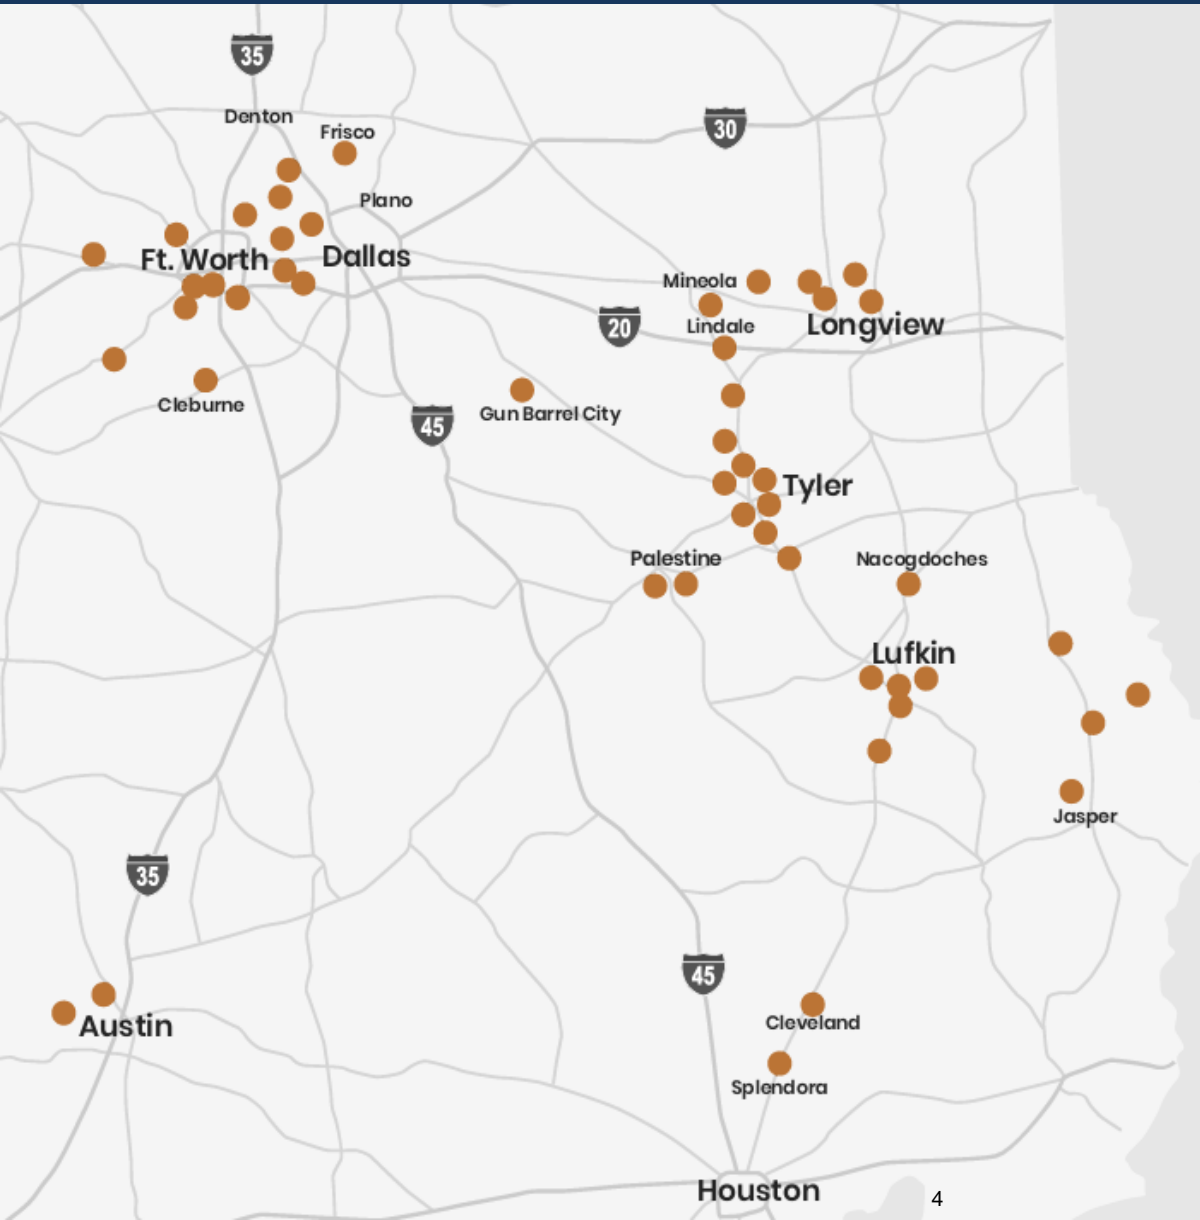 35
Denton
Frisco
30
Plano
Ft. Worth
Dallas
Mineola
Lindale
20
Longview
Cleburne
45
Gun Barrel City
Tyler
Palestine
Nacogdoches
Lufkin
Jasper
35
45
Austin
Cleveland
Splendora
Houston
4